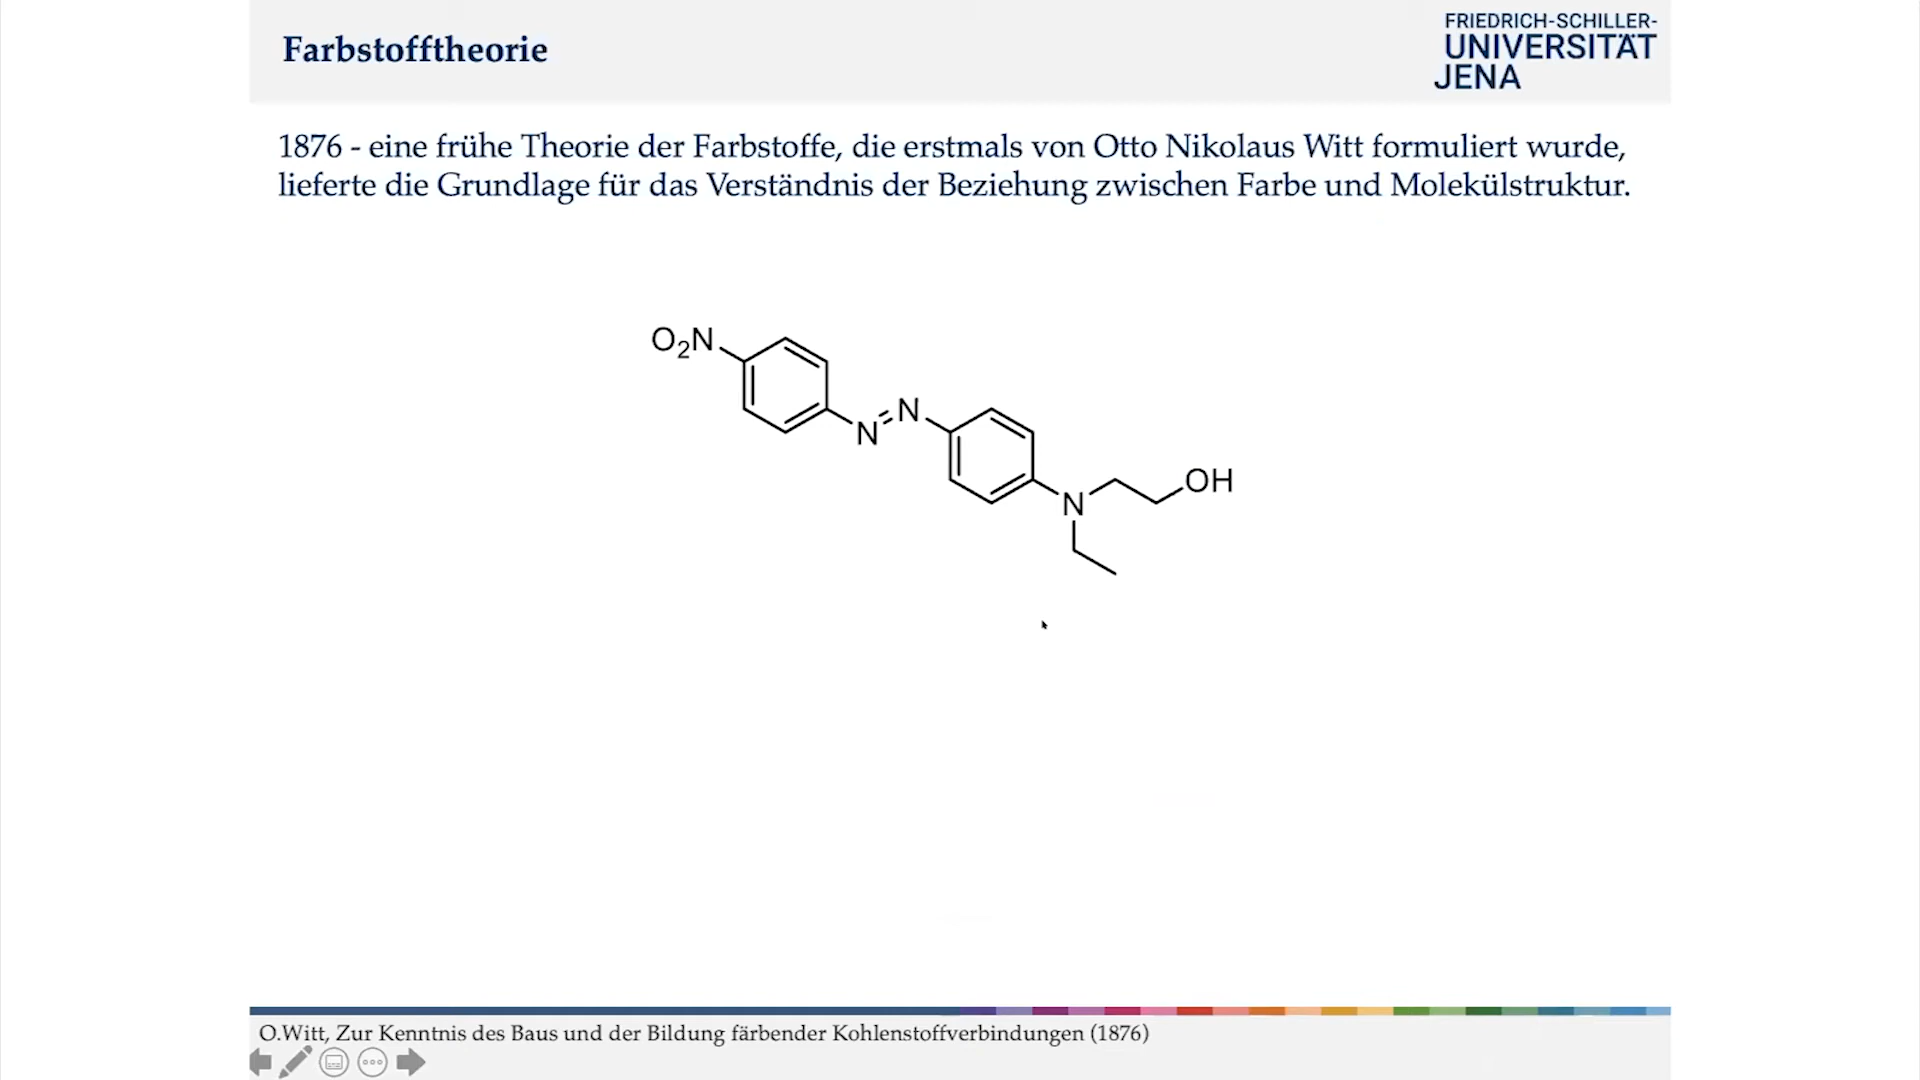 Farbstofftheorie
FRIEDRICH-SCHILLER-
UNIVERSITÄT
JENA
1876 - eine frühe Theorie der Farbstoffe, die erstmals von Otto Nikolaus Witt formuliert wurde,
lieferte die Grundlage für das Verständnis der Beziehung zwischen Farbe und Molekülstruktur.
O₂N
N
N
OH
N
O.Witt, Zur Kenntnis des Baus und der Bildung färbender Kohlenstoffverbindungen (1876)